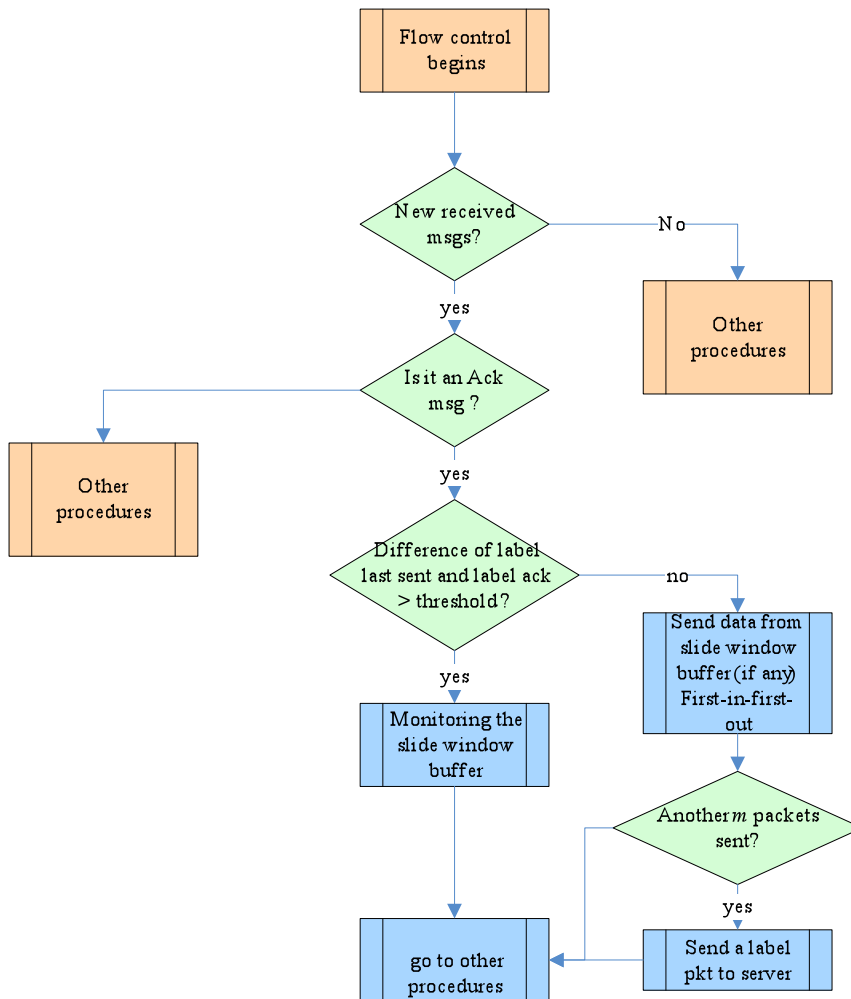 Flow control
begins
New received
msgs?
No
yes
Other
procedures
Is it an Ack
msg ?
Other
procedures
yes
Difference of label
last sent and label ack
> threshold?
no
Send data from
slide window
buffer(if any)
First-in-first-
out
yes
Monitoring the
slide window
buffer
Another m packets
sent?
yes
Send a label
pkt to server
go to other
procedures